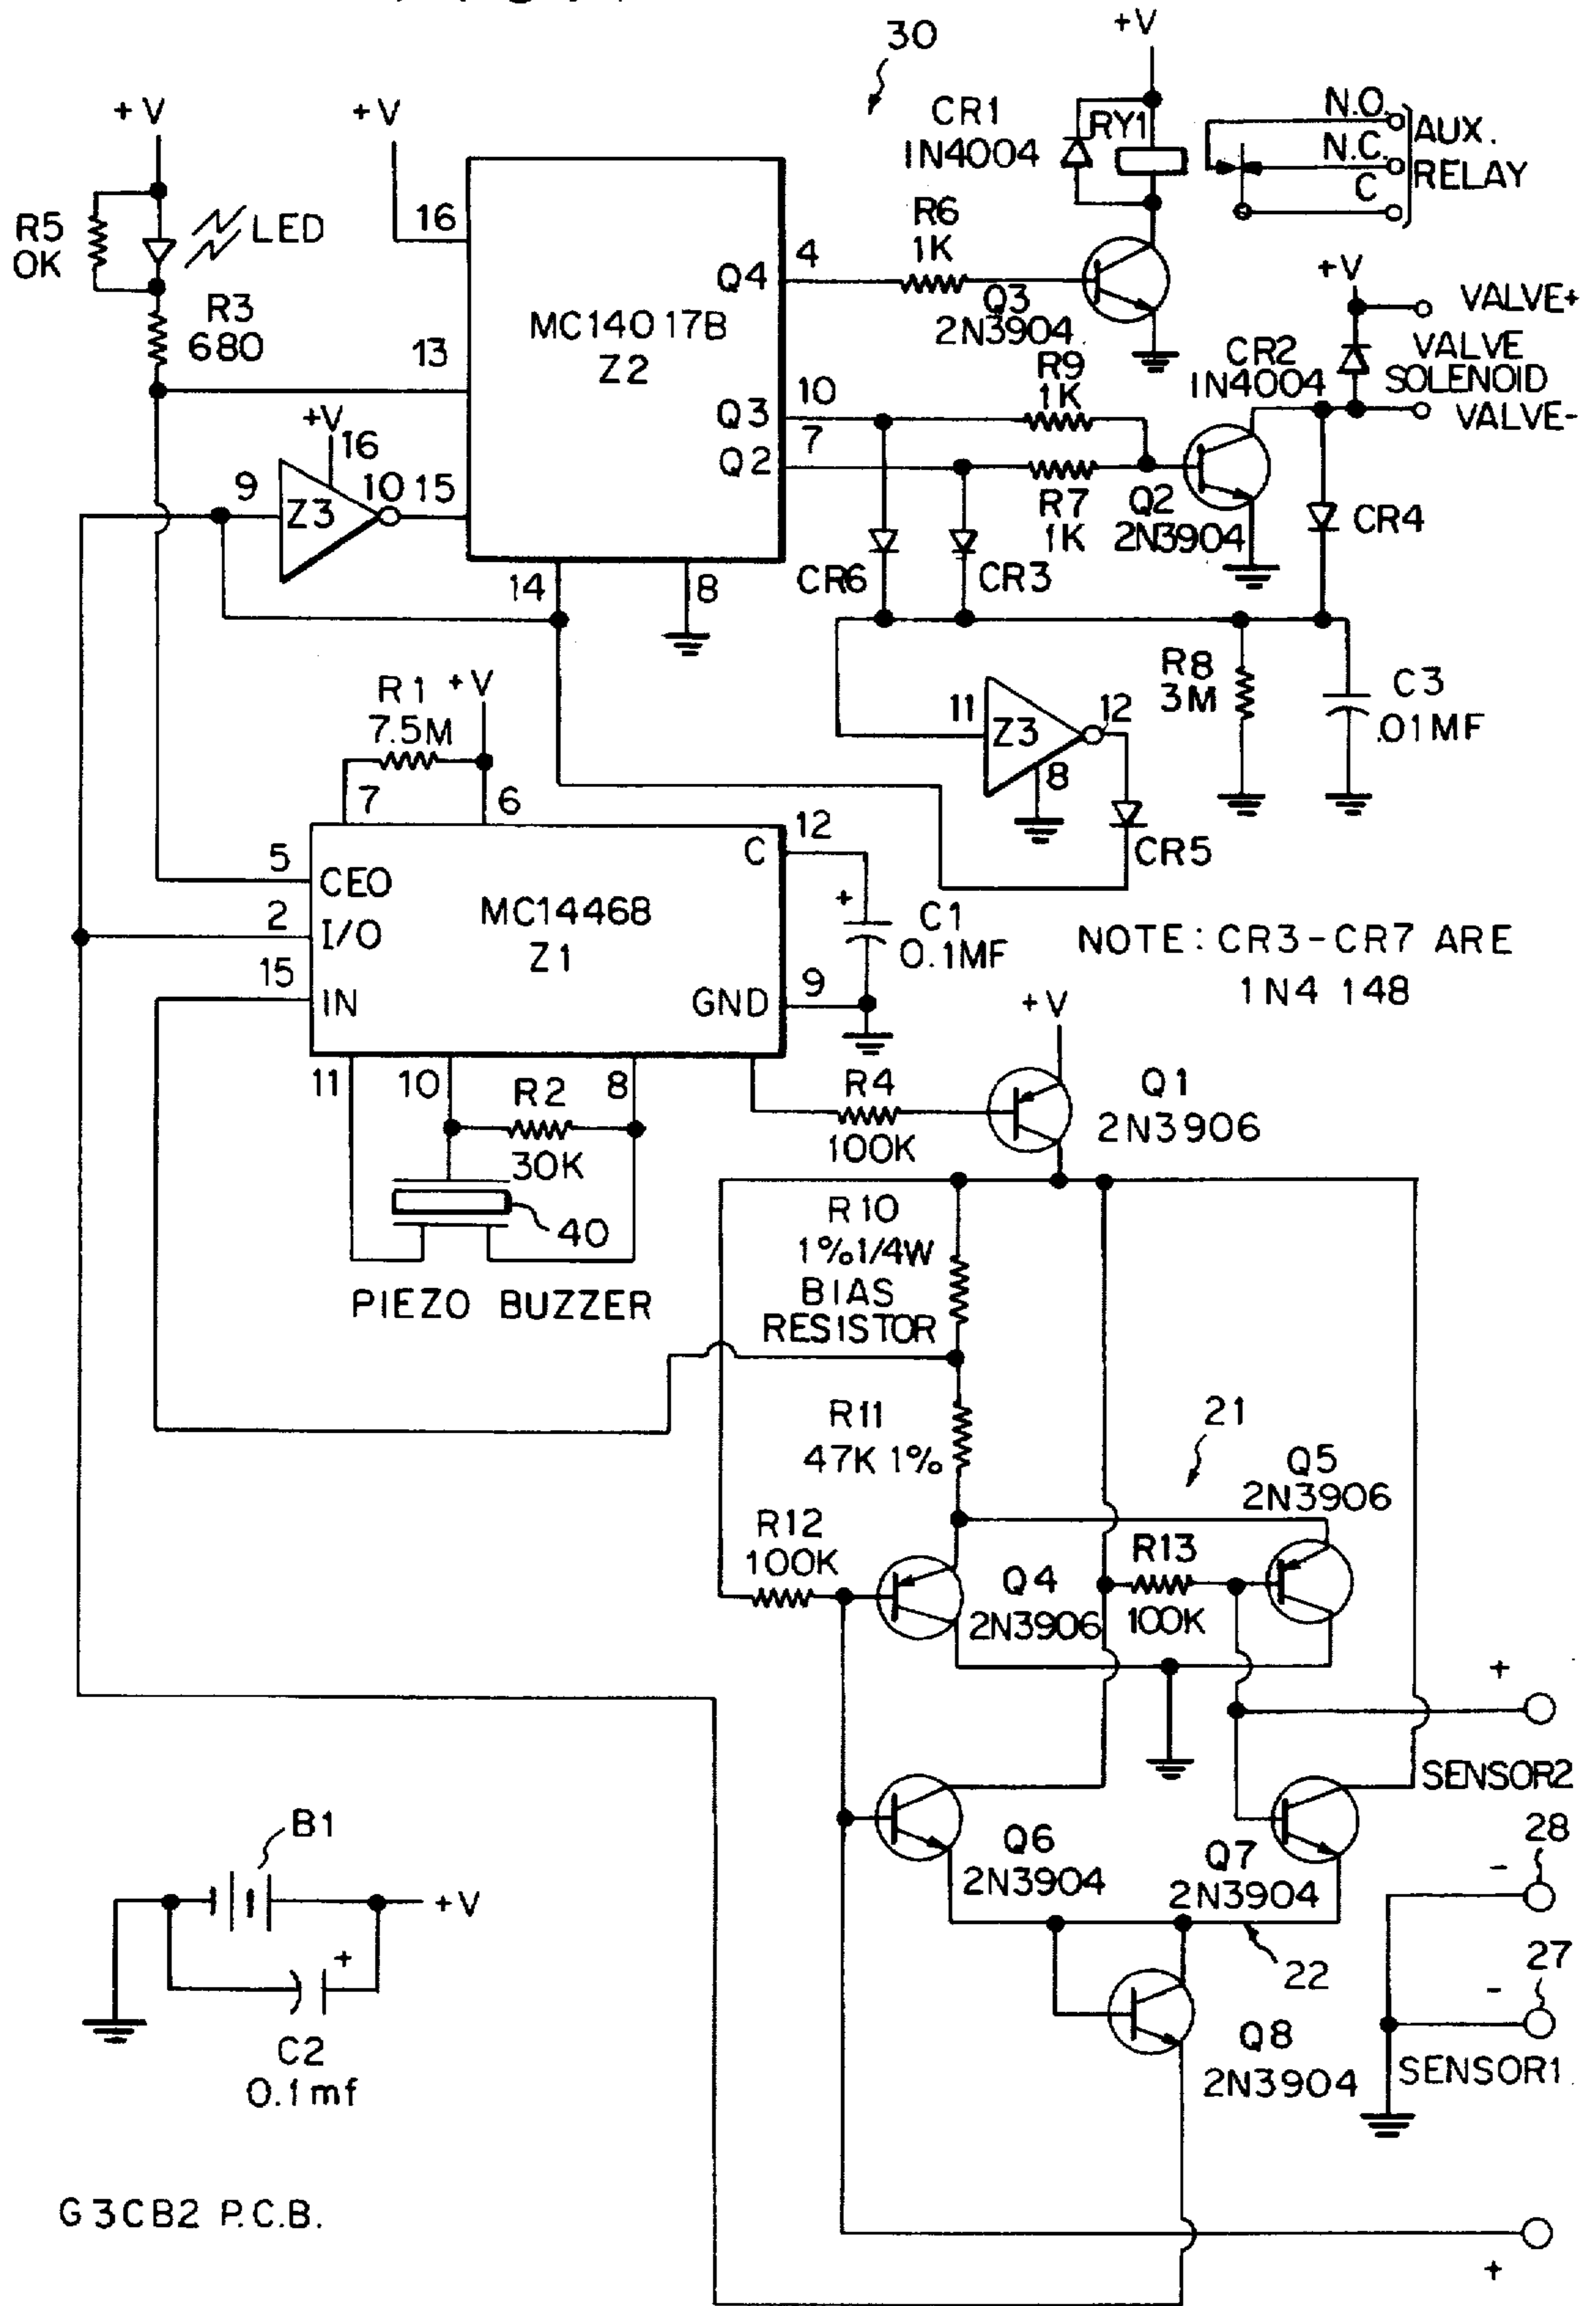 30
+V
+V
+V
CR1
1N4004
RY1
N.O.
N.C.
C
AUX.
RELAY
R5
0K
LED
R3
680
16
13
MC14017B
Z2
Q4
4
R6
1K
Q3
2N3904
+V
VALVE+
VALVE
SOLENOID
VALVE-
CR2
1N4004
R9
1K
Q3
10
Q2
7
R7
1K
Q2
2N3904
CR4
+V
16
9
Z3
10
15
14
8
CR6
CR3
R8
3M
C3
.01MF
11
Z3
12
8
CR5
R1
7.5M
+V
7
6
5
CEO
2
I/O
15
IN
MC14468
Z1
C
12
GND
9
+
C1
0.1MF
NOTE: CR3-CR7 ARE
1N4 148
11
10
8
R2
30K
40
PIEZO BUZZER
R4
100K
+V
Q1
2N3906
R10
1% 1/4W
BIAS
RESISTOR
R11
47K 1%
21
Q5
2N3906
R12
100K
Q4
2N3906
R13
100K
+
SENSOR2
28
-
27
-
SENSOR1
Q6
2N3904
Q7
2N3904
22
Q8
2N3904
B1
+V
+
C2
0.1mf
G3CB2 P.C.B.
+